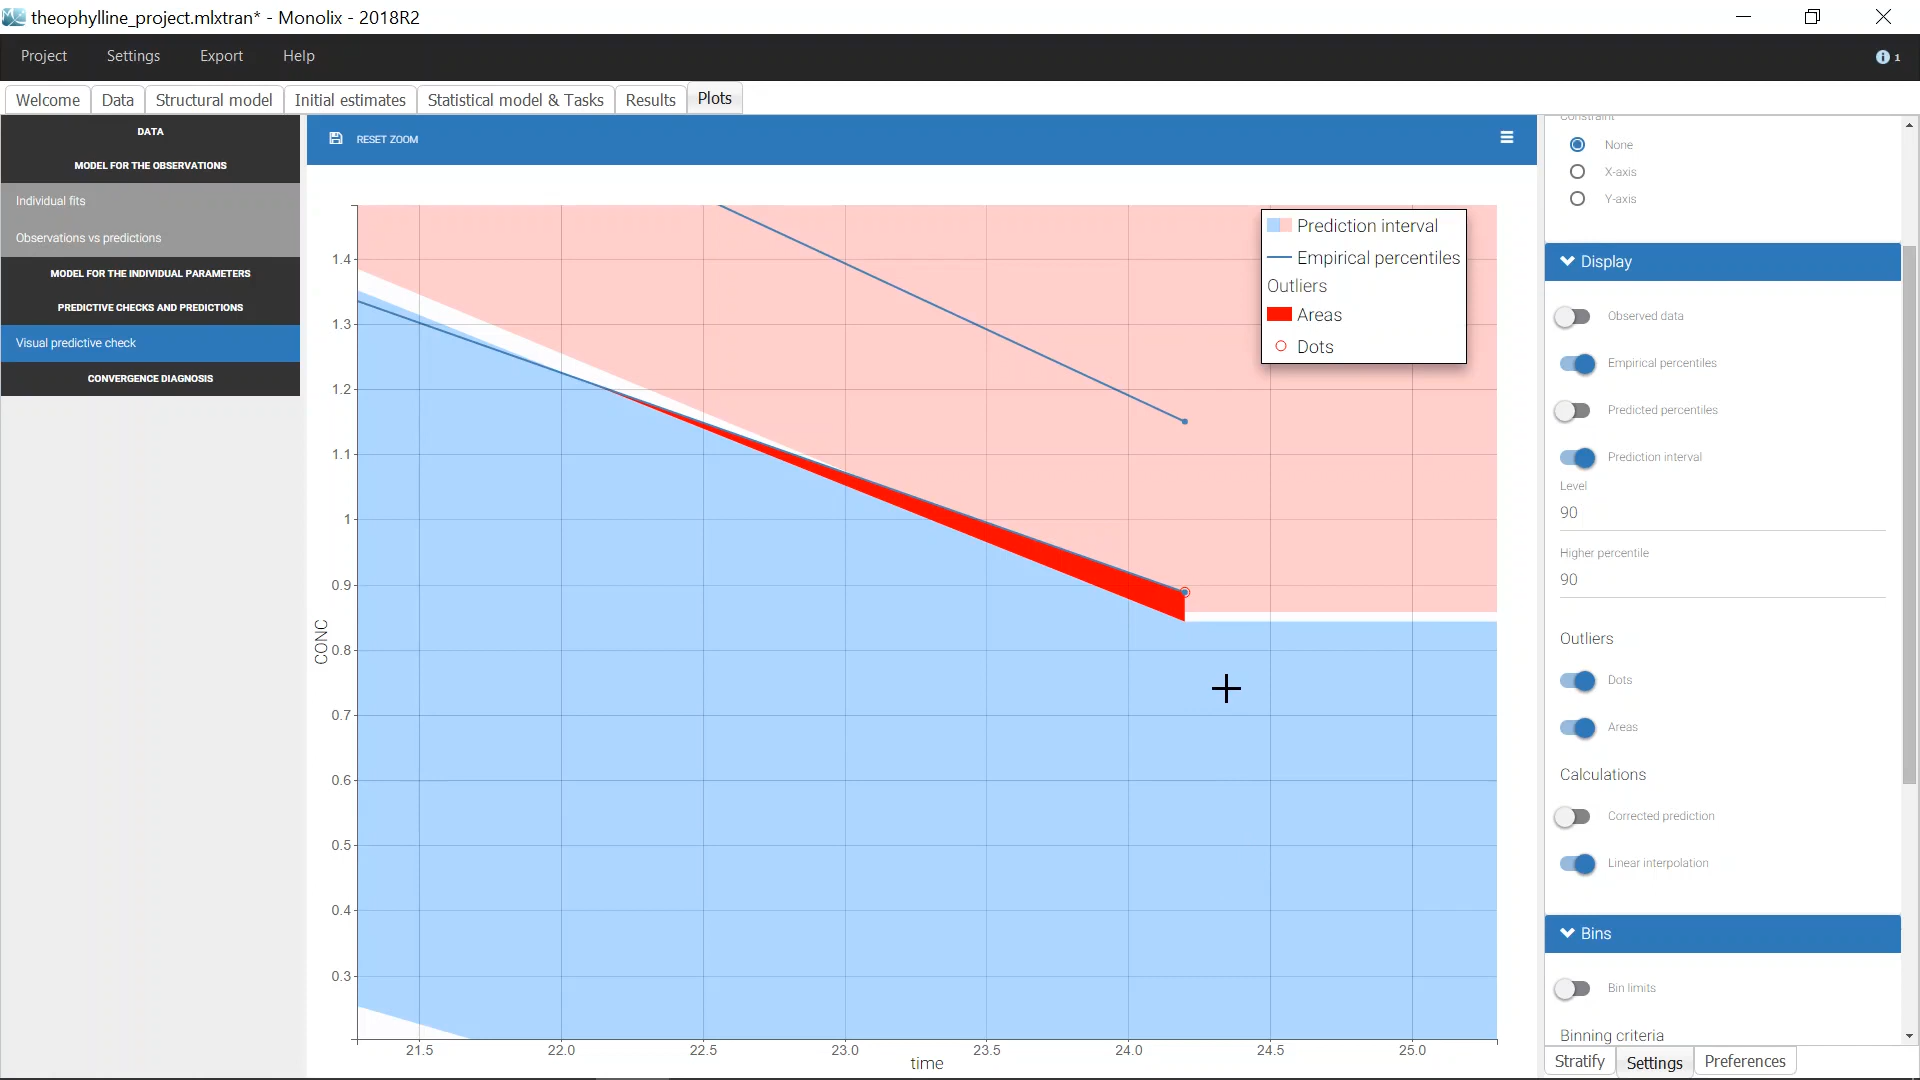 theophylline_project.mlxtran* - Monolix - 2018R2
Project Settings Export Help 1
Welcome Data Structural model Initial estimates Statistical model & Tasks Results Plots
DATA
MODEL FOR THE OBSERVATIONS
Individual fits
Observations vs predictions
MODEL FOR THE INDIVIDUAL PARAMETERS
PREDICTIVE CHECKS AND PREDICTIONS
Visual predictive check
CONVERGENCE DIAGNOSIS
RESET ZOOM
Prediction interval
Empirical percentiles
Outliers
Areas
Dots
1.4
1.3
1.2
1.1
1
0.9
0.8
0.7
0.6
0.5
0.4
0.3
CONC
21.5 22.0 22.5 23.0 23.5 24.0 24.5 25.0
time
Constraint
None
X-axis
Y-axis
Display
Observed data
Empirical percentiles
Predicted percentiles
Prediction interval
Level
90
Higher percentile
90
Outliers
Dots
Areas
Calculations
Corrected prediction
Linear interpolation
Bins
Bin limits
Binning criteria
Stratify Settings Preferences